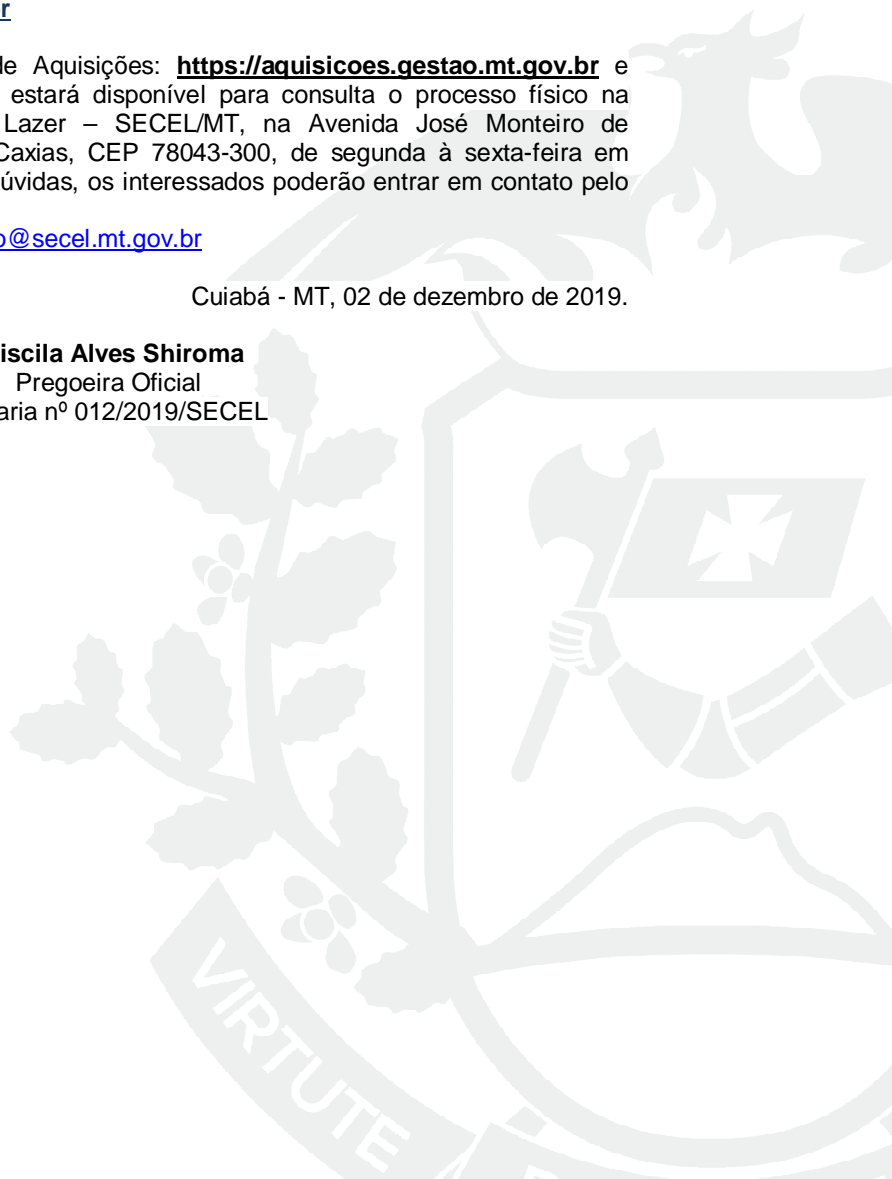 r
de Aquisições: https://aquisicoes.gestao.mt.gov.br e
estará disponível para consulta o processo físico na
Lazer – SECEL/MT, na Avenida José Monteiro de
Caxias, CEP 78043-300, de segunda à sexta-feira em
úvidas, os interessados poderão entrar em contato pelo
o@secel.mt.gov.br
Cuiabá - MT, 02 de dezembro de 2019.
iscila Alves Shiroma
Pregoeira Oficial
aria nº 012/2019/SECEL
VIRTUTE